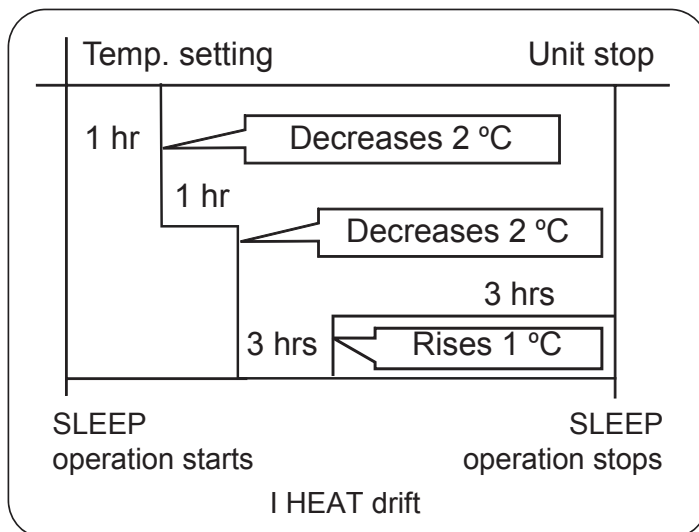 Temp. setting Unit stop
1 hr Decreases 2 ºC
1 hr
Decreases 2 ºC
3 hrs
3 hrs Rises 1 ºC
SLEEP SLEEP
operation starts operation stops
I HEAT drift